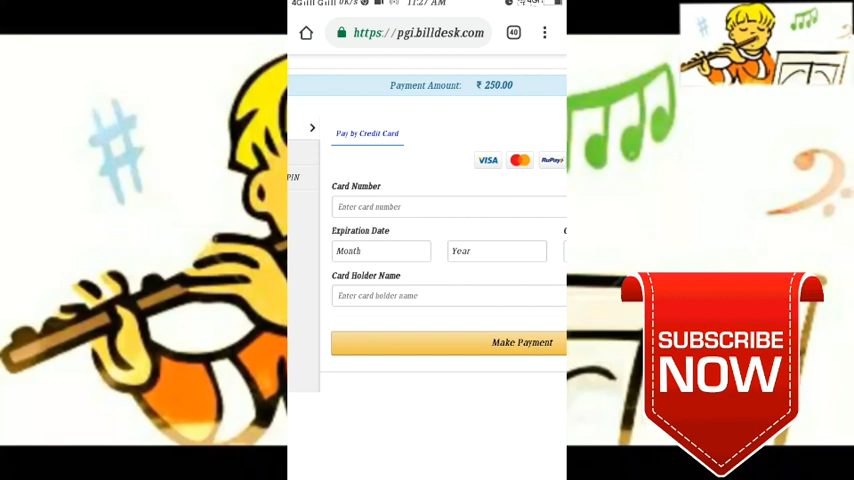 11:27 AM
https://pgi.billdesk.com
40
Payment Amount: ₹ 250.00
Pay by Credit Card
PIN
VISA
RuPay
Card Number
Enter card number
Expiration Date
Month
Year
Card Holder Name
Enter card holder name
Make Payment
SUBSCRIBE
NOW